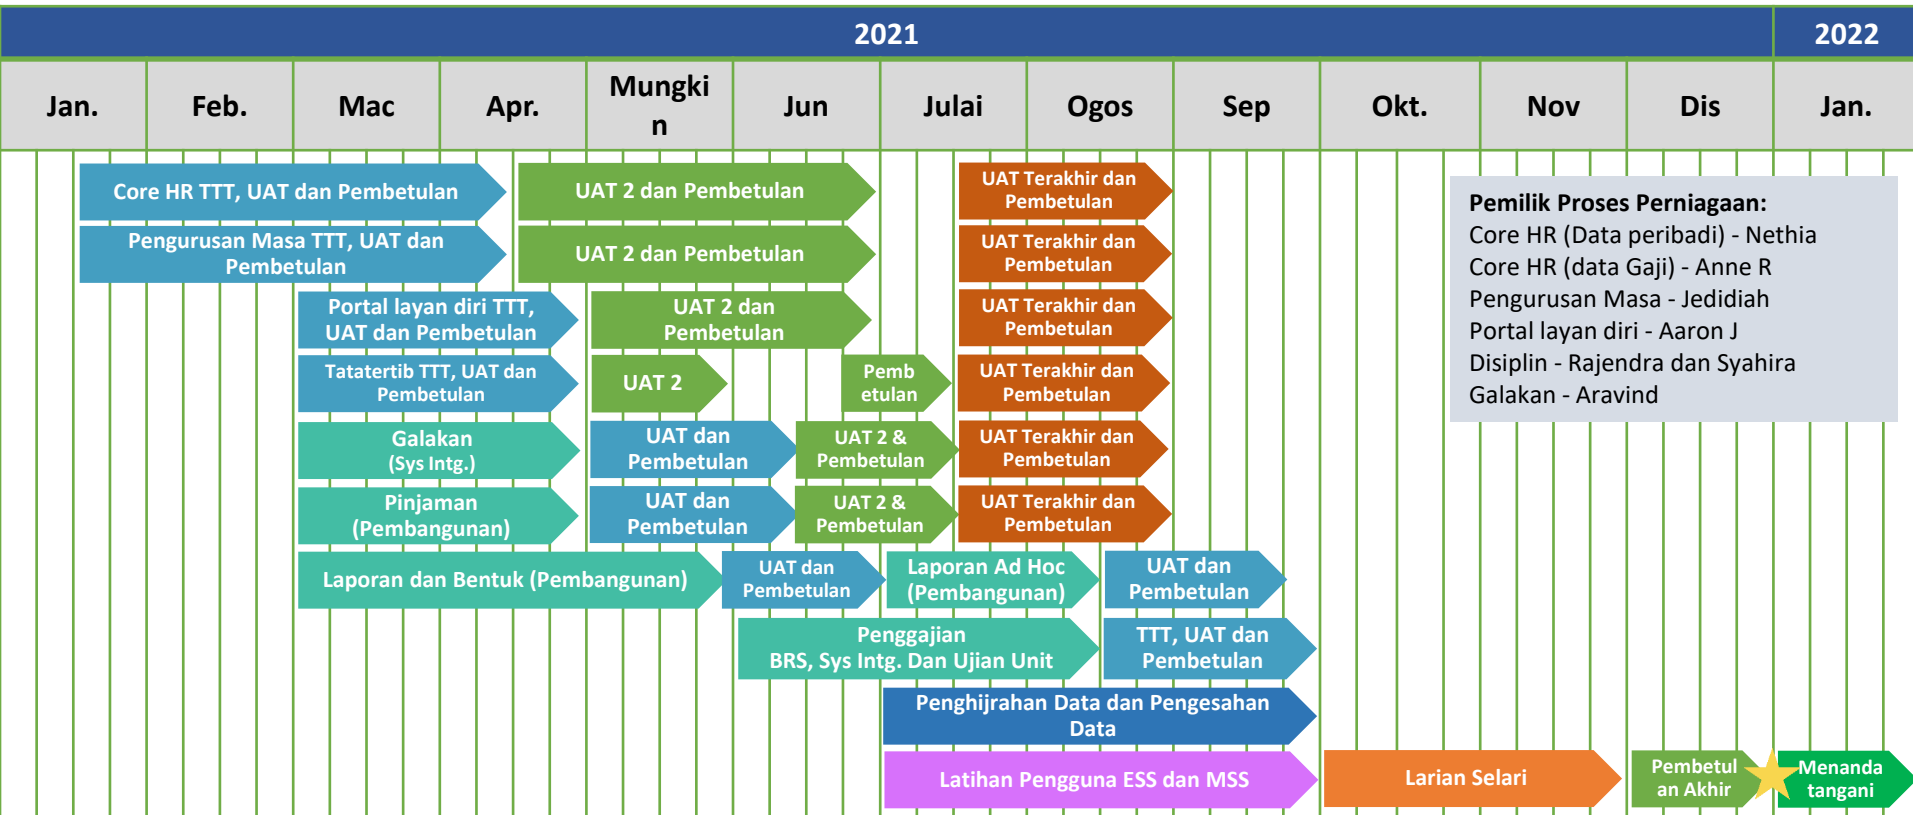 2021
2022
Jan.
Feb.
Mac
Apr.
Mungki
n
Jun
Julai
Ogos
Sep
Okt.
Nov
Dis
Jan.
Core HR TTT, UAT dan Pembetulan
UAT 2 dan Pembetulan
UAT Terakhir dan
Pembetulan
Pengurusan Masa TTT, UAT dan
Pembetulan
UAT 2 dan Pembetulan
UAT Terakhir dan
Pembetulan
Portal layan diri TTT,
UAT dan Pembetulan
UAT 2 dan
Pembetulan
UAT Terakhir dan
Pembetulan
Tatatertib TTT, UAT dan
Pembetulan
UAT 2
Pemb
etulan
UAT Terakhir dan
Pembetulan
Galakan
(Sys Intg.)
UAT dan
Pembetulan
UAT 2 &
Pembetulan
UAT Terakhir dan
Pembetulan
Pinjaman
(Pembangunan)
UAT dan
Pembetulan
UAT 2 &
Pembetulan
UAT Terakhir dan
Pembetulan
Laporan dan Bentuk (Pembangunan)
UAT dan
Pembetulan
Laporan Ad Hoc
(Pembangunan)
UAT dan
Pembetulan
Penggajian
BRS, Sys Intg. Dan Ujian Unit
TTT, UAT dan
Pembetulan
Penghijrahan Data dan Pengesahan
Data
Latihan Pengguna ESS dan MSS
Larian Selari
Pembetul
an Akhir
Menanda
tangani
Pemilik Proses Perniagaan:
Core HR (Data peribadi) - Nethia
Core HR (data Gaji) - Anne R
Pengurusan Masa - Jedidiah
Portal layan diri - Aaron J
Disiplin - Rajendra dan Syahira
Galakan - Aravind